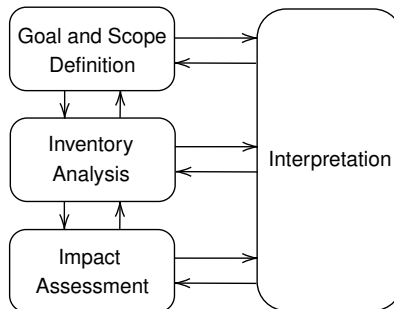 Goal and Scope
Definition
Inventory
Analysis
Interpretation
Impact
Assessment